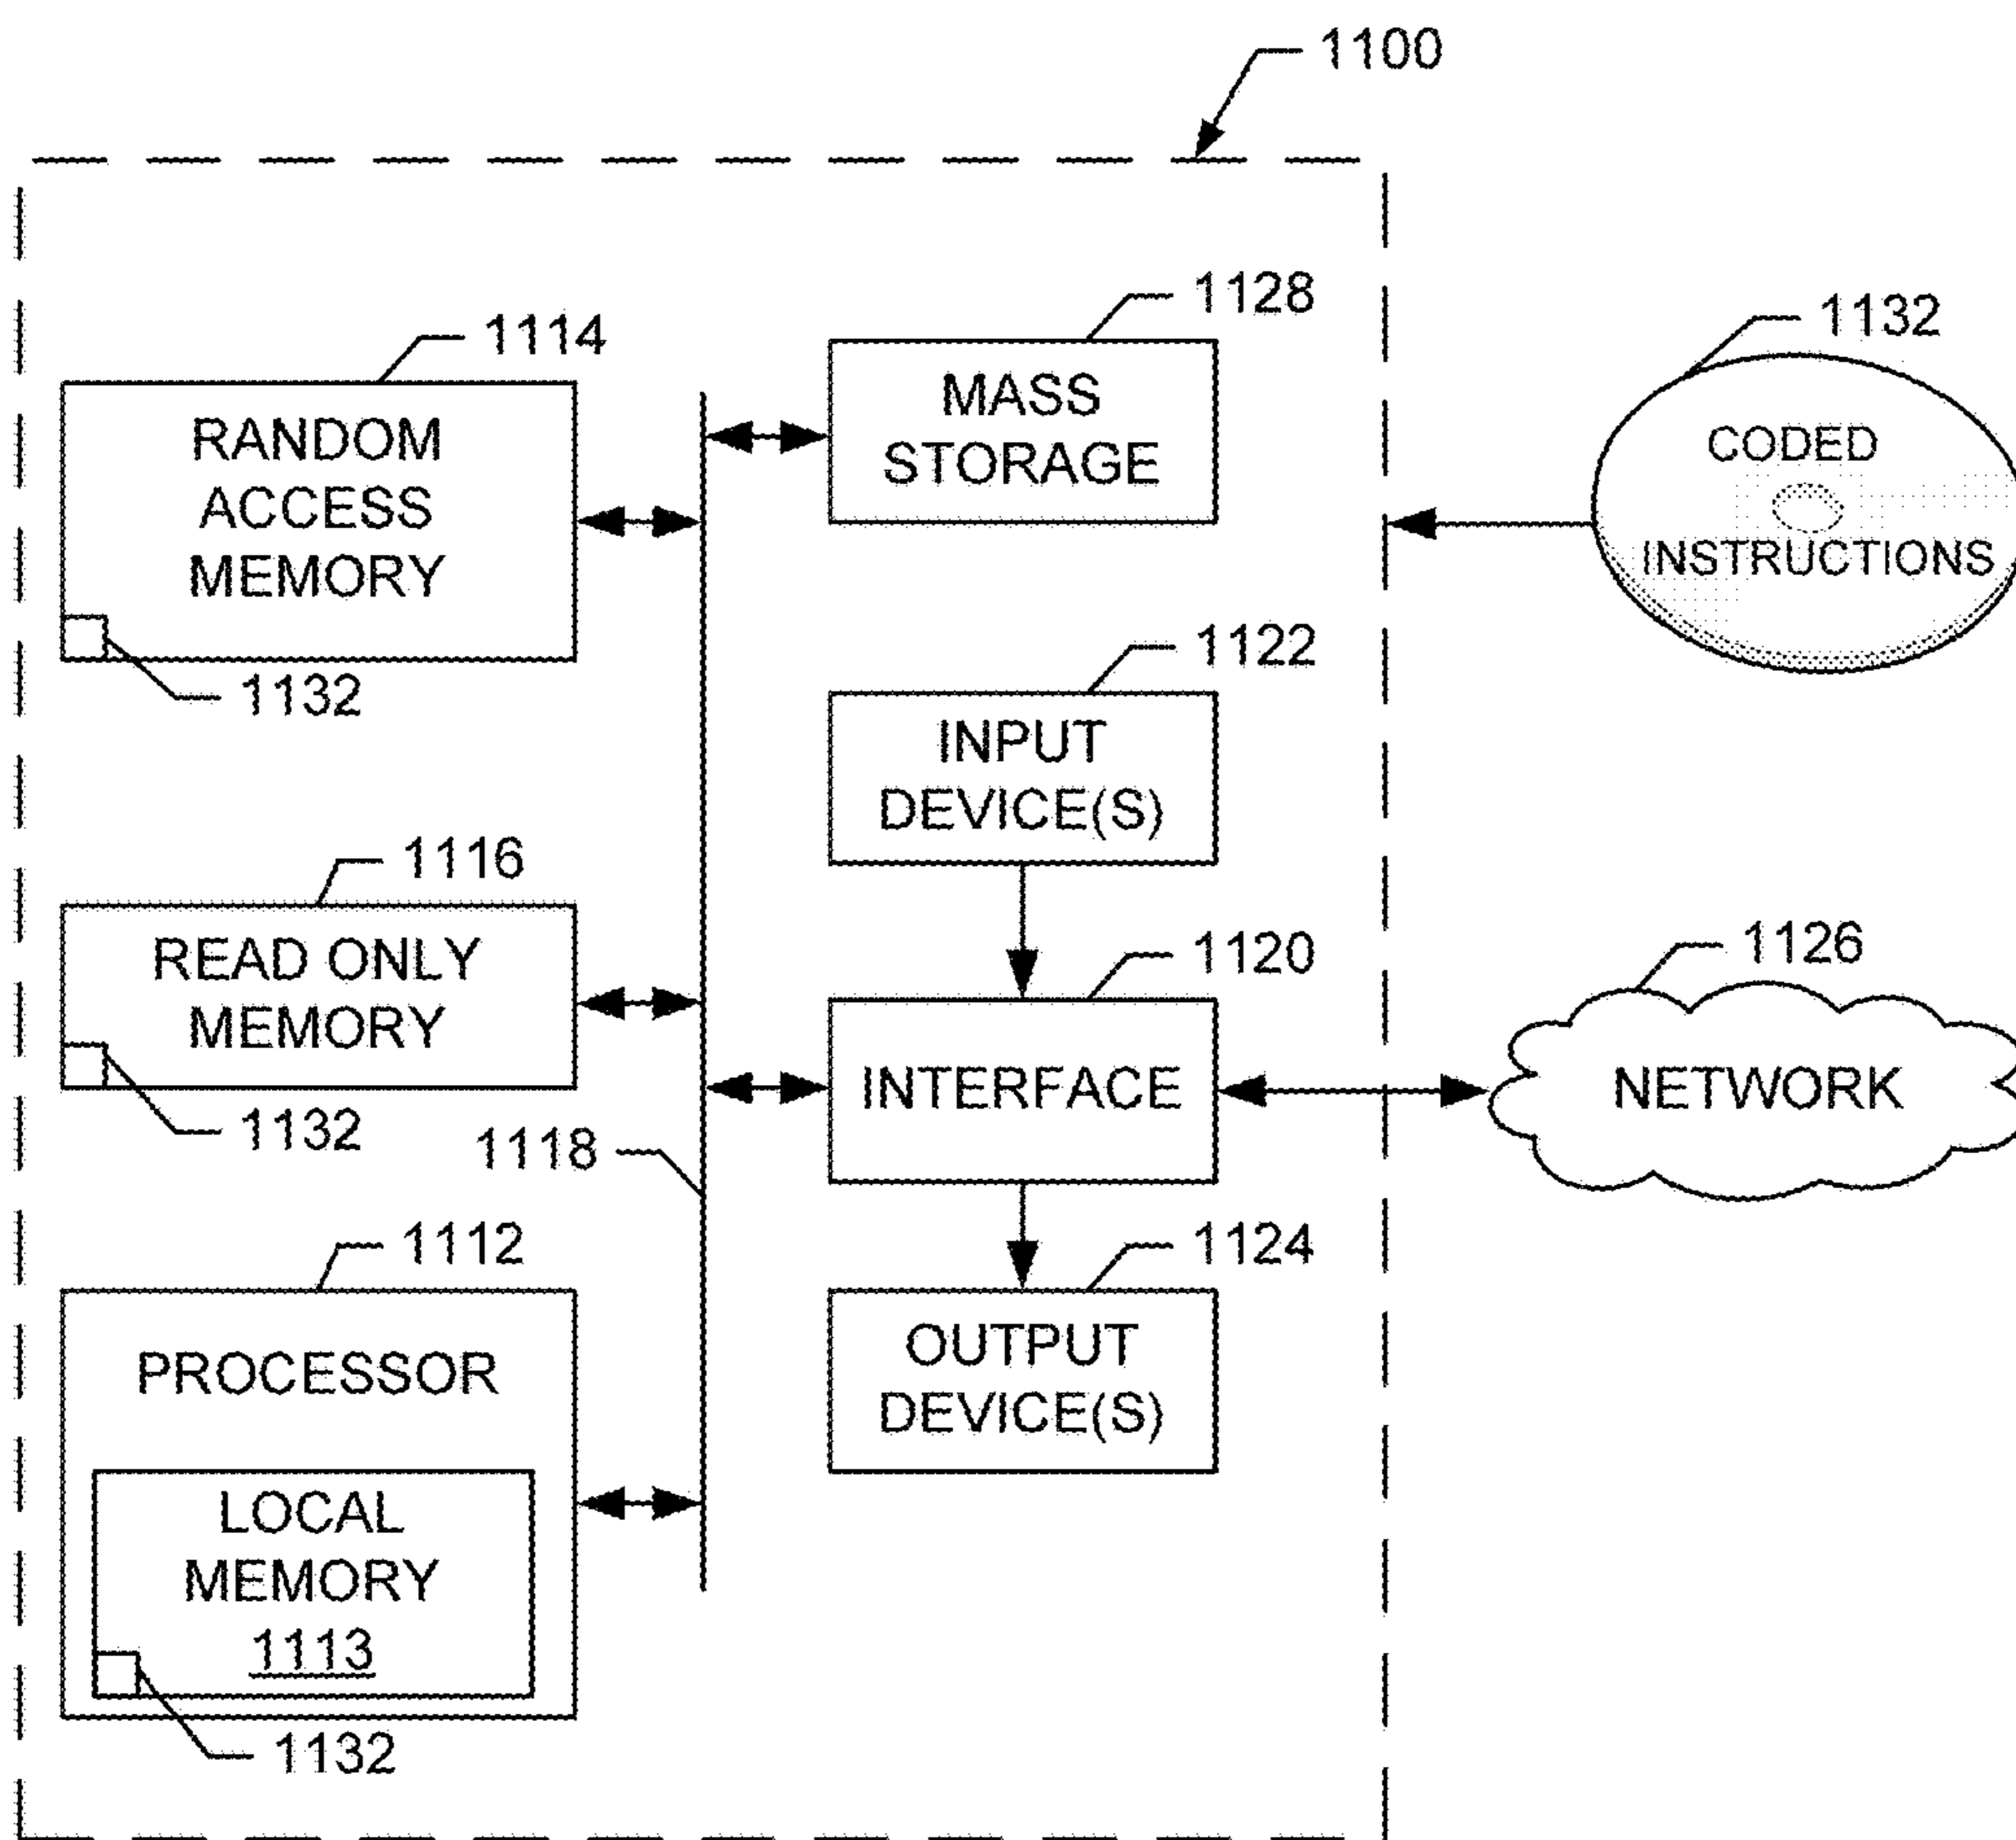 1100
1128
MASS
STORAGE
1114
RANDOM
ACCESS
MEMORY
1132
1132
CODED
INSTRUCTIONS
1122
INPUT
DEVICE(S)
1116
READ ONLY
MEMORY
1132
1120
INTERFACE
1126
NETWORK
1118
1112
PROCESSOR
LOCAL
MEMORY
1113
1132
1124
OUTPUT
DEVICE(S)